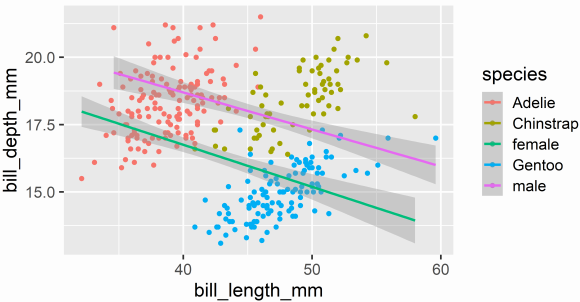 20.0
17.5
15.0
bill_depth_mm
40
50
60
bill_length_mm
species
Adelie
Chinstrap
female
Gentoo
male